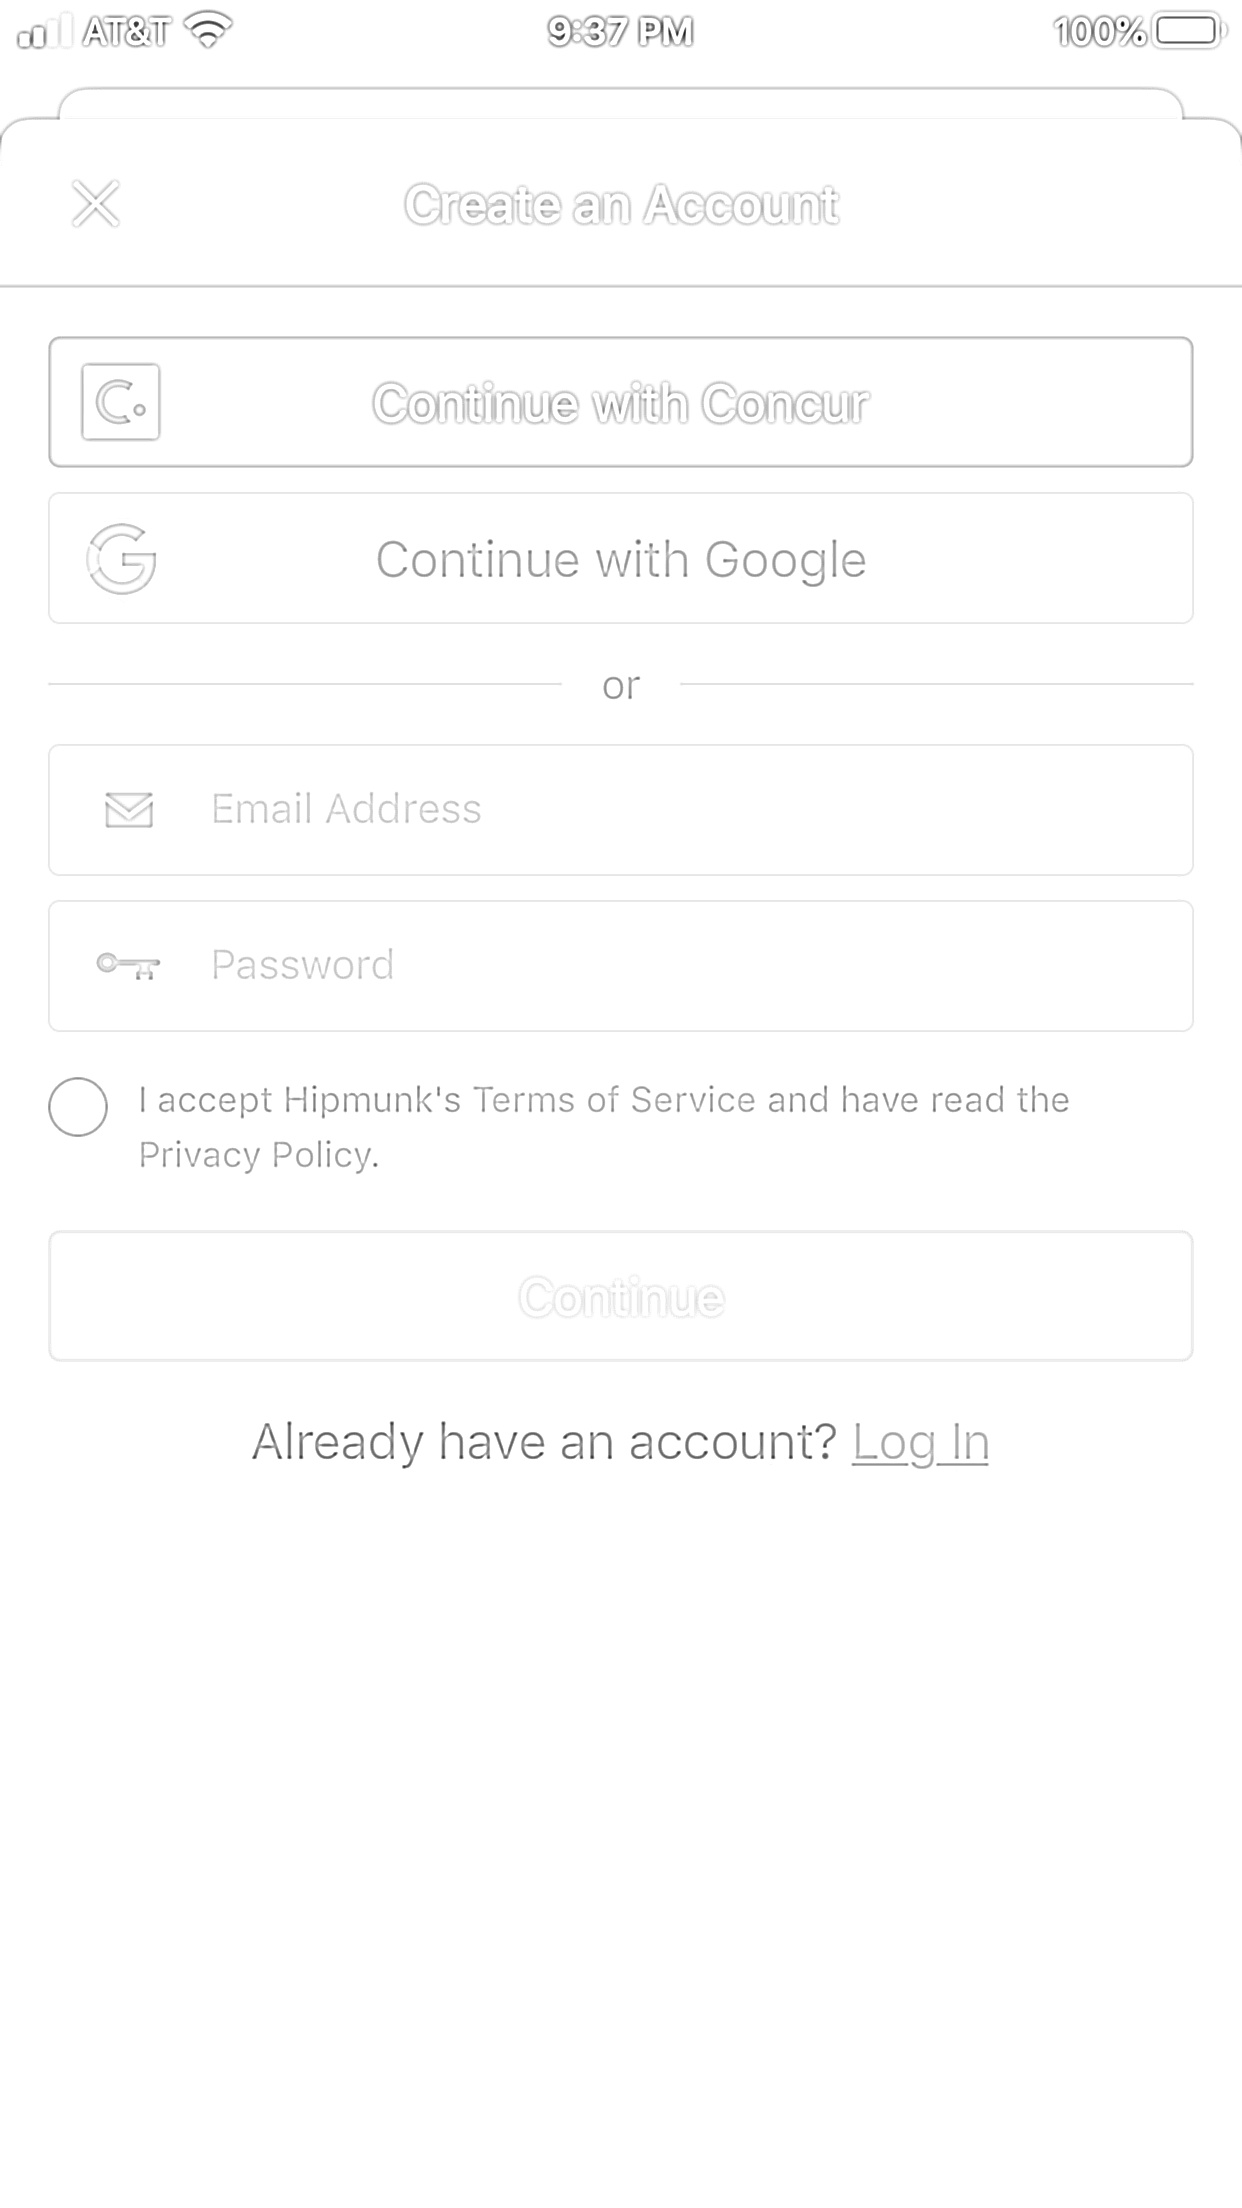 AT&T 9:37 PM 100%
Create an Account
Continue with Concur
Continue with Google
or
Email Address
Password
I accept Hipmunk's Terms of Service and have read the
Privacy Policy.
Continue
Already have an account? Log In